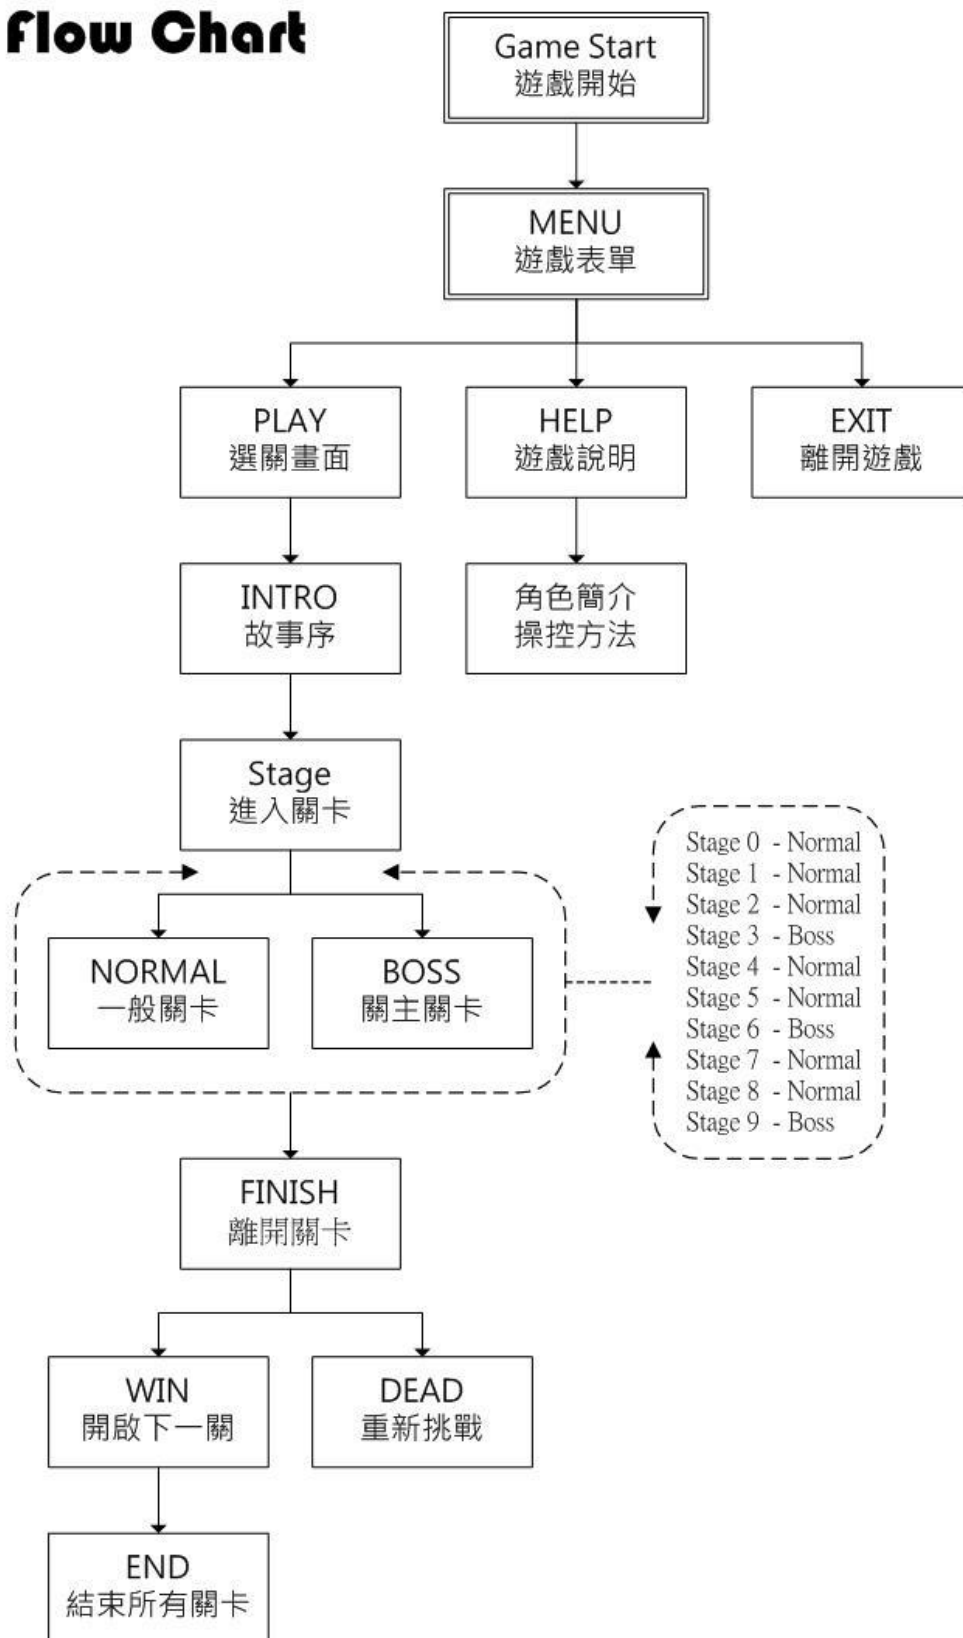 Flow Chart
Game Start
遊戲開始
MENU
遊戲表單
PLAY
選關畫面
HELP
遊戲說明
EXIT
離開遊戲
INTRO
故事序
角色簡介
操控方法
Stage
進入關卡
NORMAL
一般關卡
BOSS
關主關卡
Stage 0 - Normal
Stage 1 - Normal
Stage 2 - Normal
Stage 3 - Boss
Stage 4 - Normal
Stage 5 - Normal
Stage 6 - Boss
Stage 7 - Normal
Stage 8 - Normal
Stage 9 - Boss
FINISH
離開關卡
WIN
開啟下一關
DEAD
重新挑戰
END
結束所有關卡